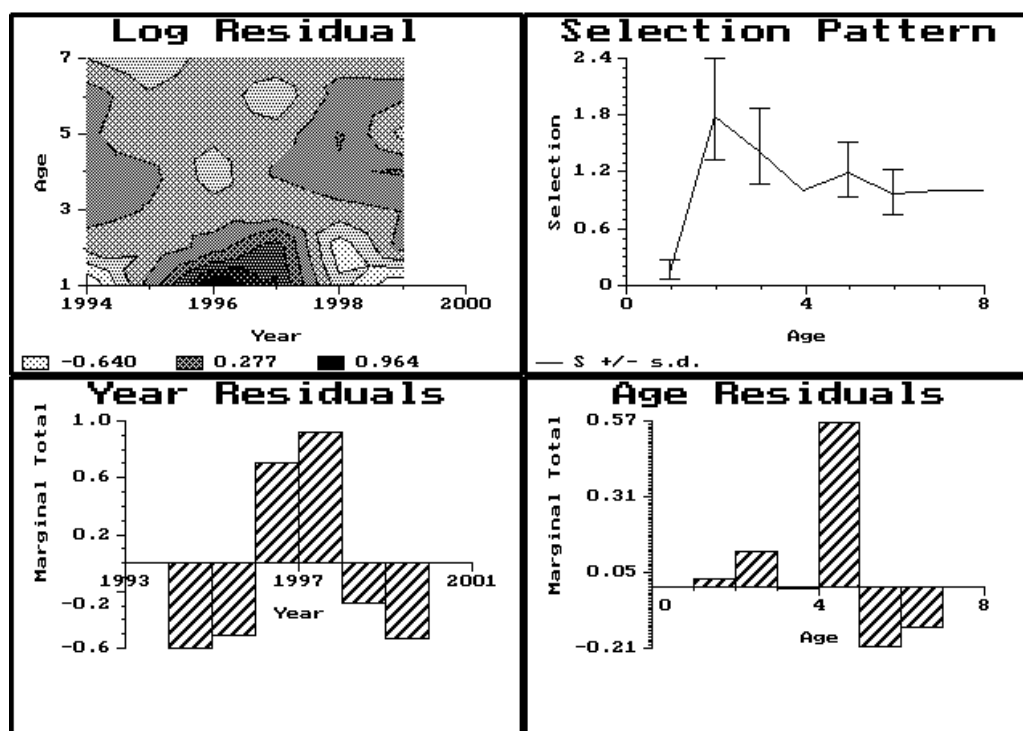 Log Residual
7
5
Age
3
1
1994 1996 1998 2000
Year
-0.640 0.277 0.964
Selection Pattern
2.4
1.8
Selection
1.2
0.6
0
0 4 8
Age
S +/- s.d.
Year Residuals
1.0
0.6
Marginal Total
0.2
1993 1997 2001
-0.2
Year
-0.6
Age Residuals
0.57
0.31
Marginal Total
0.05
0 4 8
Age
-0.21